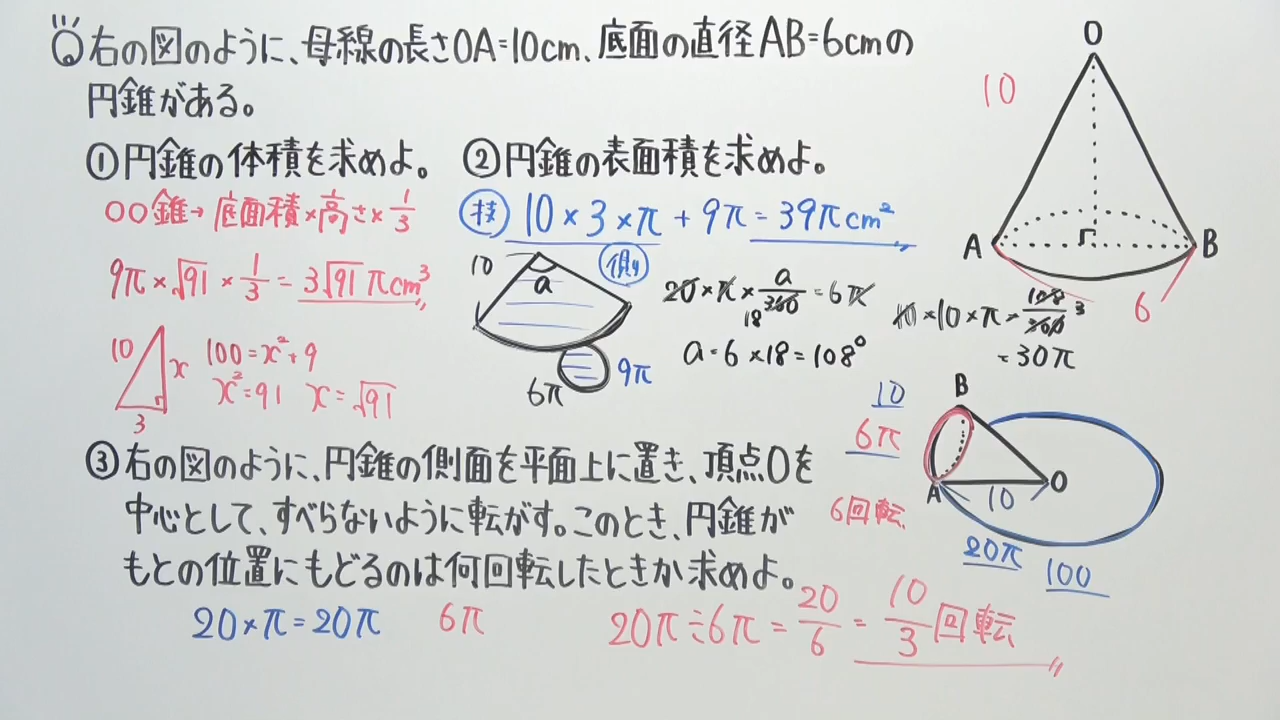 Q 右の図のように、母線の長さOA=10cm、底面の直径AB=6cmの
円錐がある。
①円錐の体積を求めよ。
○○錐→底面積×高さ×1/3
9π×√91×1/3=3√91πcm³
10
x
3
100=x²+9
x²=91 x=√91
②円錐の表面積を求めよ。
技 10×3×π+9π=39πcm²
側
10
a
6π
9π
20×π×a/360=6π
18
a=6×18=108°
10×10×π×108/360 3
=30π
O
10
A
B
6
③右の図のように、円錐の側面を平面上に置き、頂点Oを
中心として、すべらないように転がす。このとき、円錐が
もとの位置にもどるのは何回転したときか求めよ。
20×π=20π 6π 20π÷6π=20/6=10/3回転
10
6π
6回転
B
A
O
10
20π
100